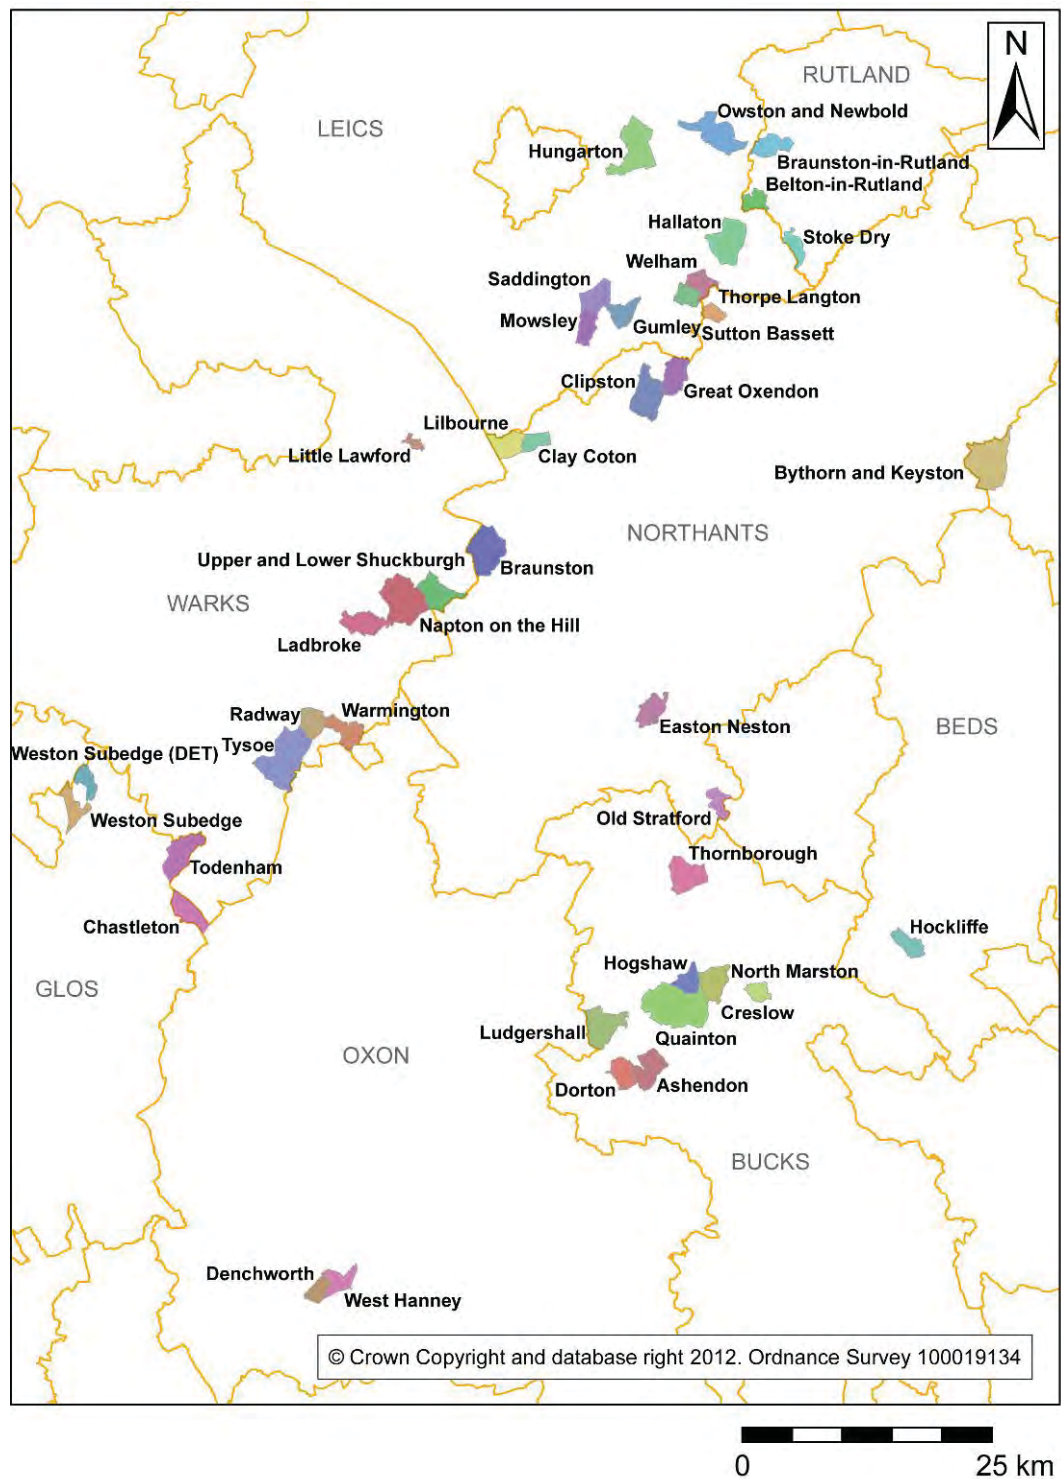 N
RUTLAND
Owston and Newbold
LEICS
Hungarton
Braunston-in-Rutland
Belton-in-Rutland
Hallaton
Stoke Dry
Welham
Saddington
Thorpe Langton
Mowsley
Gumley
Sutton Bassett
Clipston
Great Oxendon
Lilbourne
Little Lawford
Clay Coton
Bythorn and Keyston
NORTHANTS
Upper and Lower Shuckburgh
Braunston
WARKS
Napton on the Hill
Ladbroke
Radway
Warmington
Easton Neston
BEDS
Tysoe
Weston Subedge (DET)
Weston Subedge
Old Stratford
Thornborough
Todenham
Chastleton
Hockliffe
Hogshaw
North Marston
GLOS
Creslow
Ludgershall
Quainton
OXON
Dorton
Ashendon
BUCKS
Denchworth
West Hanney
© Crown Copyright and database right 2012. Ordnance Survey 100019134
0
25 km